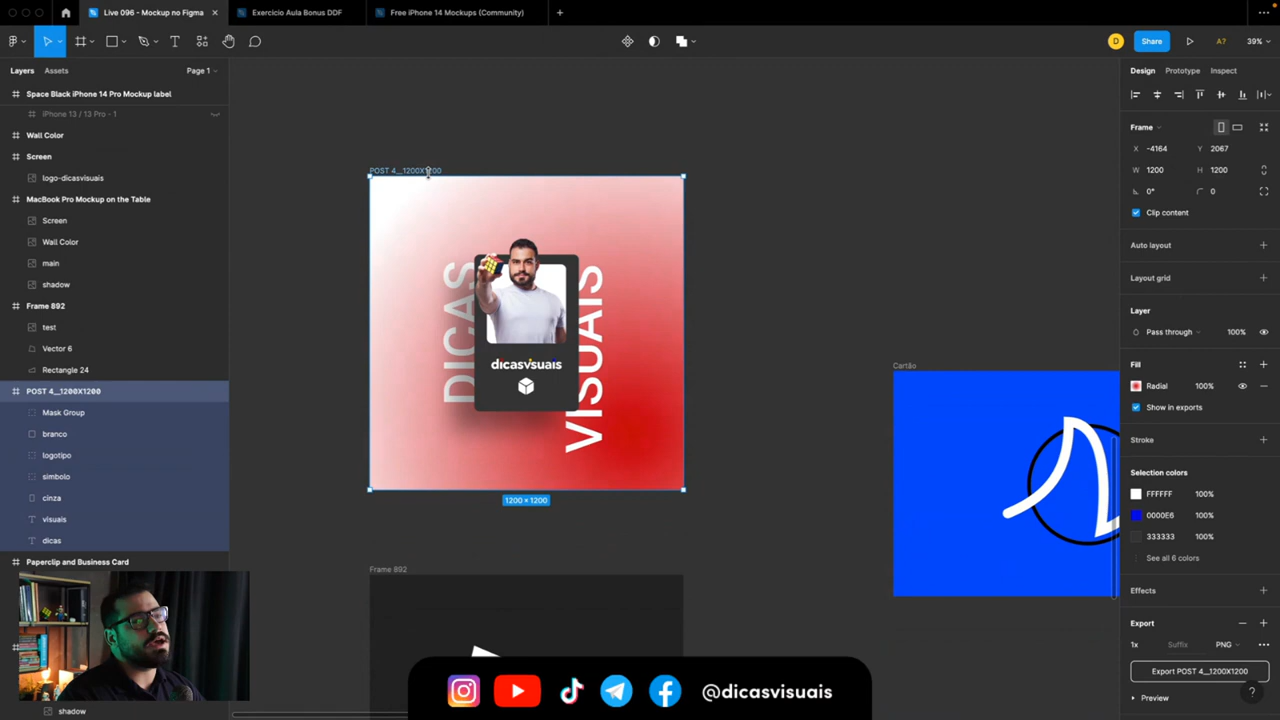 Live 096 - Mockup no Figma
Exercício Aula Bonus DDF
Free iPhone 14 Mockups (Community)
D
Share
A?
39%
Layers
Assets
Page 1
Space Black iPhone 14 Pro Mockup label
iPhone 13 / 13 Pro - 1
Wall Color
Screen
logo-dicasvisuais
MacBook Pro Mockup on the Table
Screen
Wall Color
main
shadow
Frame 892
test
Vector 6
Rectangle 24
POST 4__1200X1200
Mask Group
branco
logotipo
simbolo
cinza
visuais
dicas
Paperclip and Business Card
shadow
POST 4__1200X1200
DICAS
VISUAIS
dicasvisuais
1200 × 1200
Frame 892
Cartão
@dicasvisuais
Design
Prototype
Inspect
Frame
X
-4164
Y
2067
W
1200
H
1200
0°
0
Clip content
Auto layout
Layout grid
Layer
Pass through
100%
Fill
Radial
100%
Show in exports
Stroke
Selection colors
FFFFFF
100%
0000E6
100%
333333
100%
See all 6 colors
Effects
Export
1x
Suffix
PNG
Export POST 4__1200X1200
Preview
?